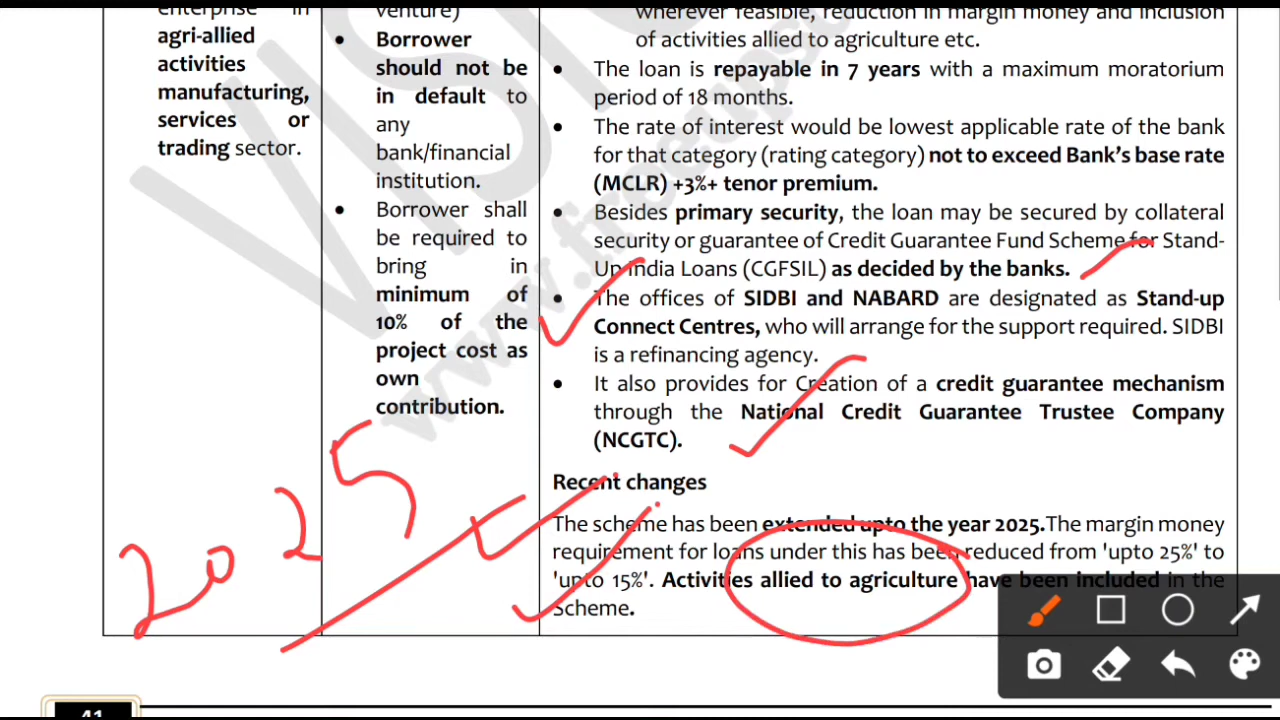 enterprise in
agri-allied
activities
manufacturing,
services or
trading sector.
venture)
• Borrower
should not be
in default to
any
bank/financial
institution.
• Borrower shall
be required to
bring in
minimum of
10% of the
project cost as
own
contribution.
wherever feasible, reduction in margin money and inclusion
of activities allied to agriculture etc.
• The loan is repayable in 7 years with a maximum moratorium
period of 18 months.
• The rate of interest would be lowest applicable rate of the bank
for that category (rating category) not to exceed Bank's base rate
(MCLR) +3%+ tenor premium.
• Besides primary security, the loan may be secured by collateral
security or guarantee of Credit Guarantee Fund Scheme for Stand-
Up India Loans (CGFSIL) as decided by the banks.
• The offices of SIDBI and NABARD are designated as Stand-up
Connect Centres, who will arrange for the support required. SIDBI
is a refinancing agency.
• It also provides for Creation of a credit guarantee mechanism
through the National Credit Guarantee Trustee Company
(NCGTC).
Recent changes
The scheme has been extended upto the year 2025.The margin money
requirement for loans under this has been reduced from 'upto 25%' to
'upto 15%'. Activities allied to agriculture have been included in the
Scheme.
2025
41